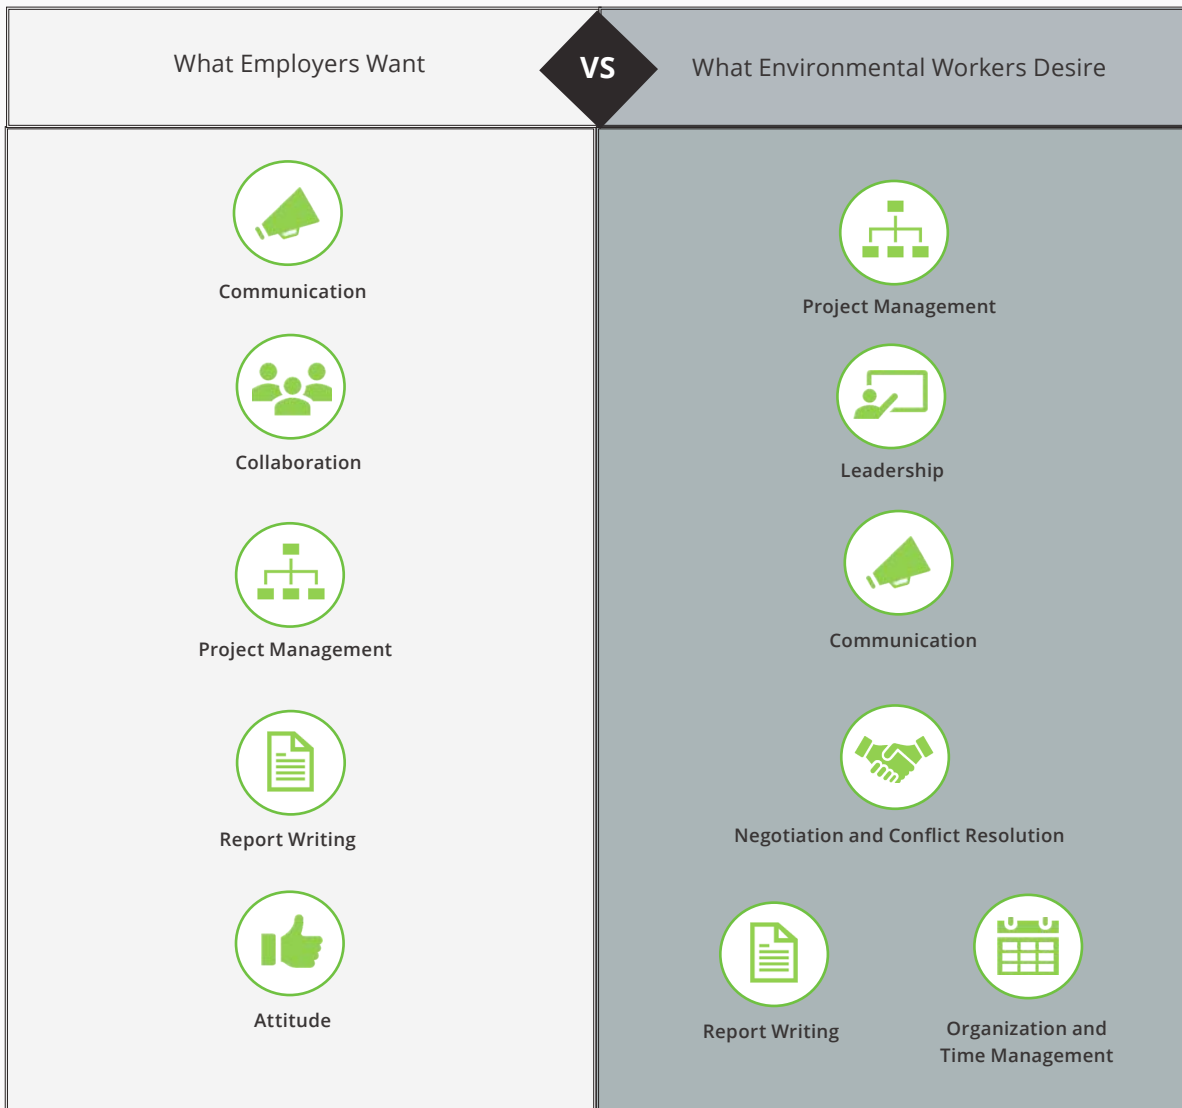 What Employers Want
VS
What Environmental Workers Desire
Communication
Collaboration
Project Management
Report Writing
Attitude
Project Management
Leadership
Communication
Negotiation and Conflict Resolution
Report Writing
Organization and
Time Management